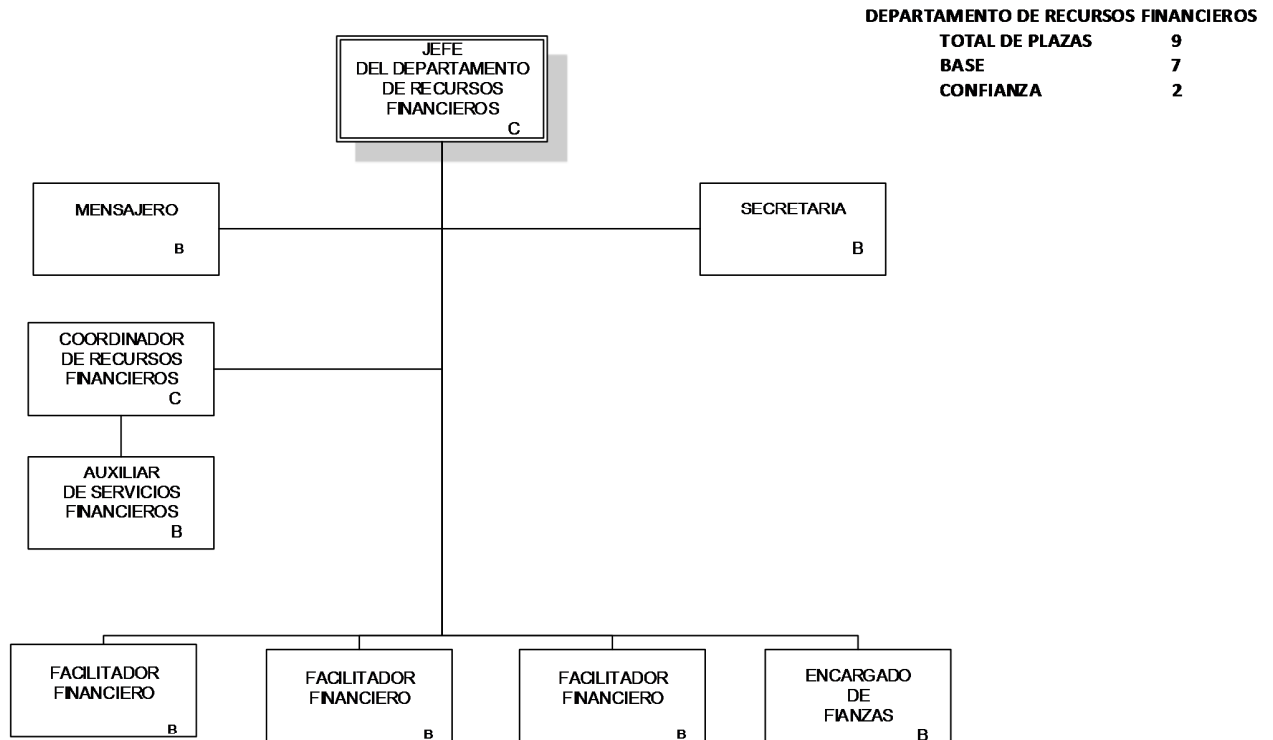 DEPARTAMENTO DE RECURSOS FINANCIEROS
TOTAL DE PLAZAS 9
BASE 7
CONFIANZA 2
JEFE
DEL DEPARTAMENTO
DE RECURSOS
FINANCIEROS
C
MENSAJERO
B
SECRETARIA
B
COORDINADOR
DE RECURSOS
FINANCIEROS
C
AUXILIAR
DE SERVICIOS
FINANCIEROS
B
FACILITADOR
FINANCIERO
B
FACILITADOR
FINANCIERO
B
FACILITADOR
FINANCIERO
B
ENCARGADO
DE
FIANZAS
B